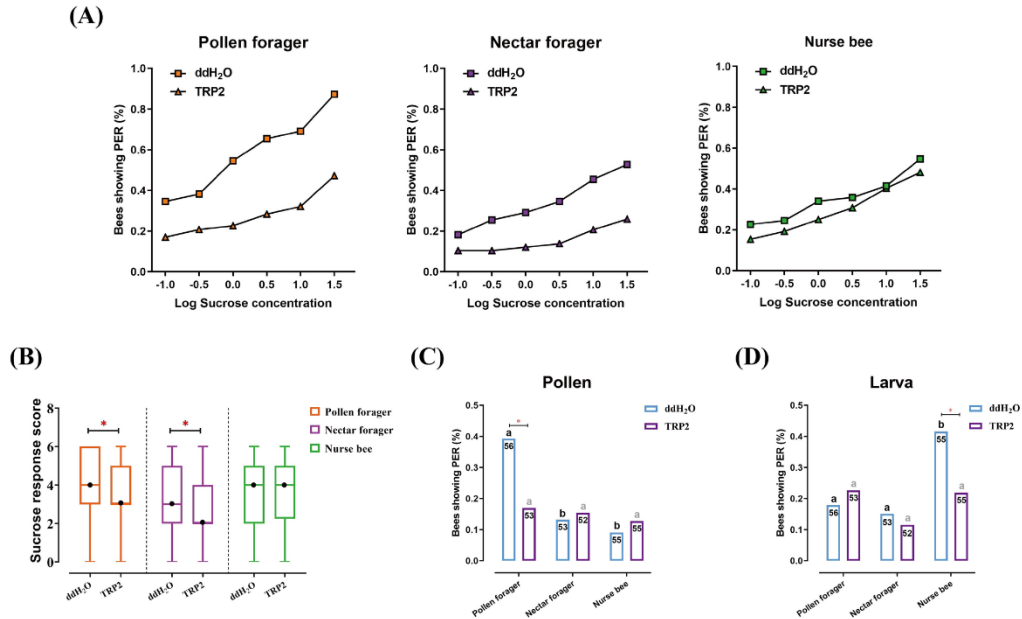 (A)
Pollen forager
Bees showing PER (%)
1.0
0.8
0.6
0.4
0.2
0.0
ddH₂O
TRP2
-1.0 -0.5 0.0 0.5 1.0 1.5
Log Sucrose concentration
Nectar forager
Bees showing PER (%)
1.0
0.8
0.6
0.4
0.2
0.0
ddH₂O
TRP2
-1.0 -0.5 0.0 0.5 1.0 1.5
Log Sucrose concentration
Nurse bee
Bees showing PER (%)
1.0
0.8
0.6
0.4
0.2
0.0
ddH₂O
TRP2
-1.0 -0.5 0.0 0.5 1.0 1.5
Log Sucrose concentration
(B)
Sucrose response score
8
6
4
2
0
* *
ddH₂O TRP2 ddH₂O TRP2 ddH₂O TRP2
Pollen forager
Nectar forager
Nurse bee
(C)
Pollen
Bees showing PER (%)
0.5
0.4
0.3
0.2
0.1
0.0
ddH₂O
TRP2
*
a a b a b a
56 53 53 52 55 55
Pollen forager Nectar forager Nurse bee
(D)
Larva
Bees showing PER (%)
0.5
0.4
0.3
0.2
0.1
0.0
ddH₂O
TRP2
*
a a a a b a
56 53 53 52 55 55
Pollen forager Nectar forager Nurse bee